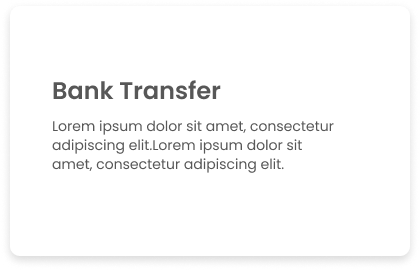 Bank Transfer
Lorem ipsum dolor sit amet, consectetur
adipiscing elit.Lorem ipsum dolor sit
amet, consectetur adipiscing elit.